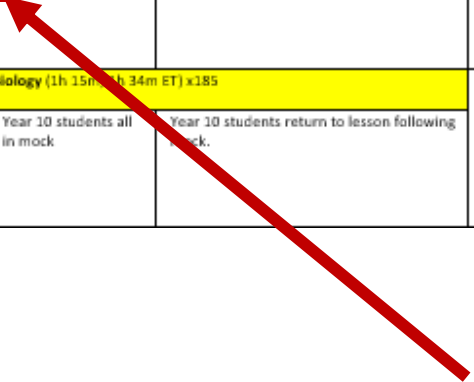 iology (1h 15m, 1h 34m ET) x185
Year 10 students all
in mock
Year 10 students return to lesson following